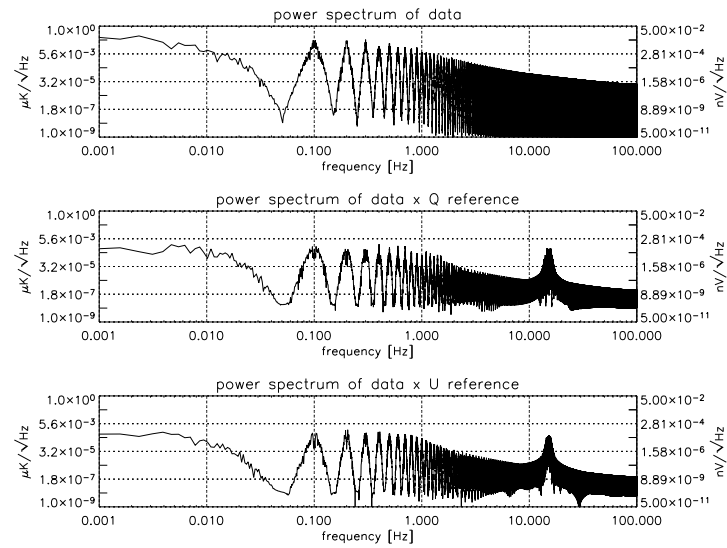 power spectrum of data
1.0×10⁰
5.6×10⁻³
3.2×10⁻⁵
1.8×10⁻⁷
1.0×10⁻⁹
μK/√Hz
5.00×10⁻²
2.81×10⁻⁴
1.58×10⁻⁶
8.89×10⁻⁹
5.00×10⁻¹¹
nV/√Hz
0.001 0.010 0.100 1.000 10.000 100.000
frequency [Hz]
power spectrum of data x Q reference
1.0×10⁰
5.6×10⁻³
3.2×10⁻⁵
1.8×10⁻⁷
1.0×10⁻⁹
μK/√Hz
5.00×10⁻²
2.81×10⁻⁴
1.58×10⁻⁶
8.89×10⁻⁹
5.00×10⁻¹¹
nV/√Hz
0.001 0.010 0.100 1.000 10.000 100.000
frequency [Hz]
power spectrum of data x U reference
1.0×10⁰
5.6×10⁻³
3.2×10⁻⁵
1.8×10⁻⁷
1.0×10⁻⁹
μK/√Hz
5.00×10⁻²
2.81×10⁻⁴
1.58×10⁻⁶
8.89×10⁻⁹
5.00×10⁻¹¹
nV/√Hz
0.001 0.010 0.100 1.000 10.000 100.000
frequency [Hz]